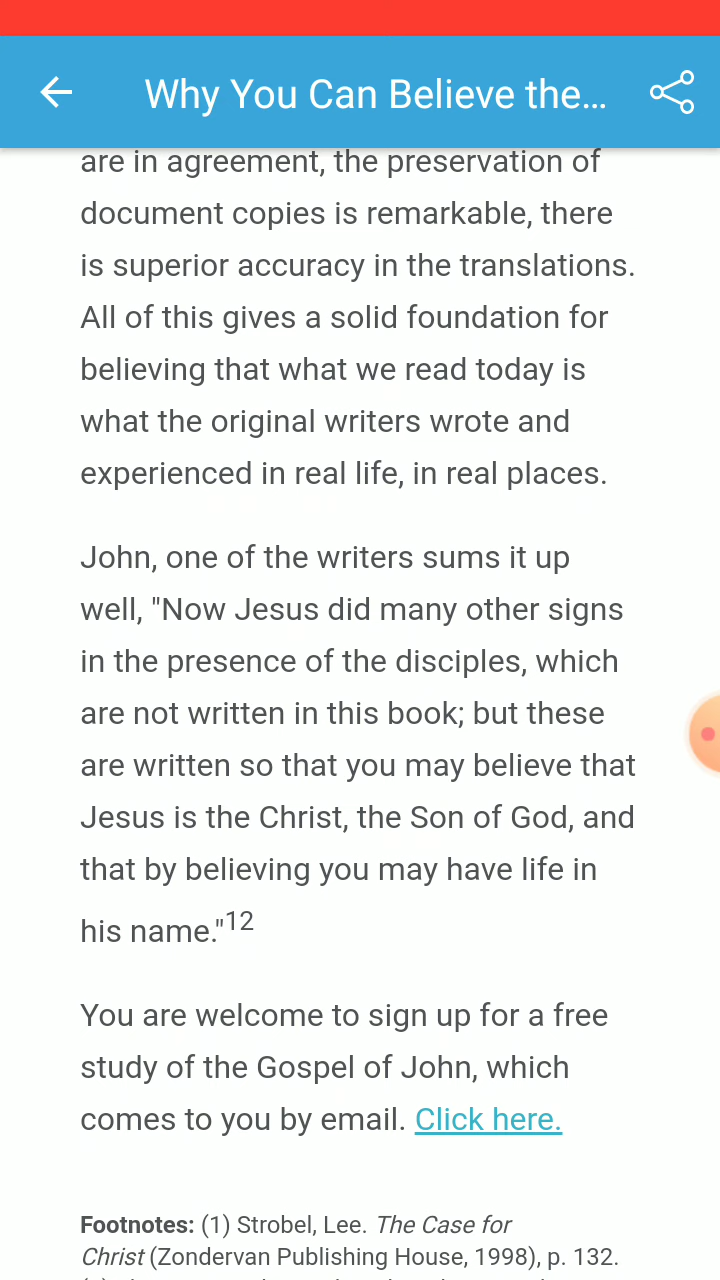 Why You Can Believe the...
are in agreement, the preservation of
document copies is remarkable, there
is superior accuracy in the translations.
All of this gives a solid foundation for
believing that what we read today is
what the original writers wrote and
experienced in real life, in real places.
John, one of the writers sums it up
well, "Now Jesus did many other signs
in the presence of the disciples, which
are not written in this book; but these
are written so that you may believe that
Jesus is the Christ, the Son of God, and
that by believing you may have life in
his name."12
You are welcome to sign up for a free
study of the Gospel of John, which
comes to you by email. Click here.
Footnotes: (1) Strobel, Lee. The Case for
Christ (Zondervan Publishing House, 1998), p. 132.